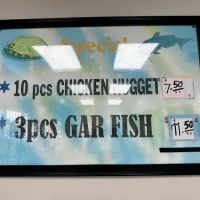 Special
10 pcs CHICKEN NUGGET 7.50
3pcs GAR FISH 11.50